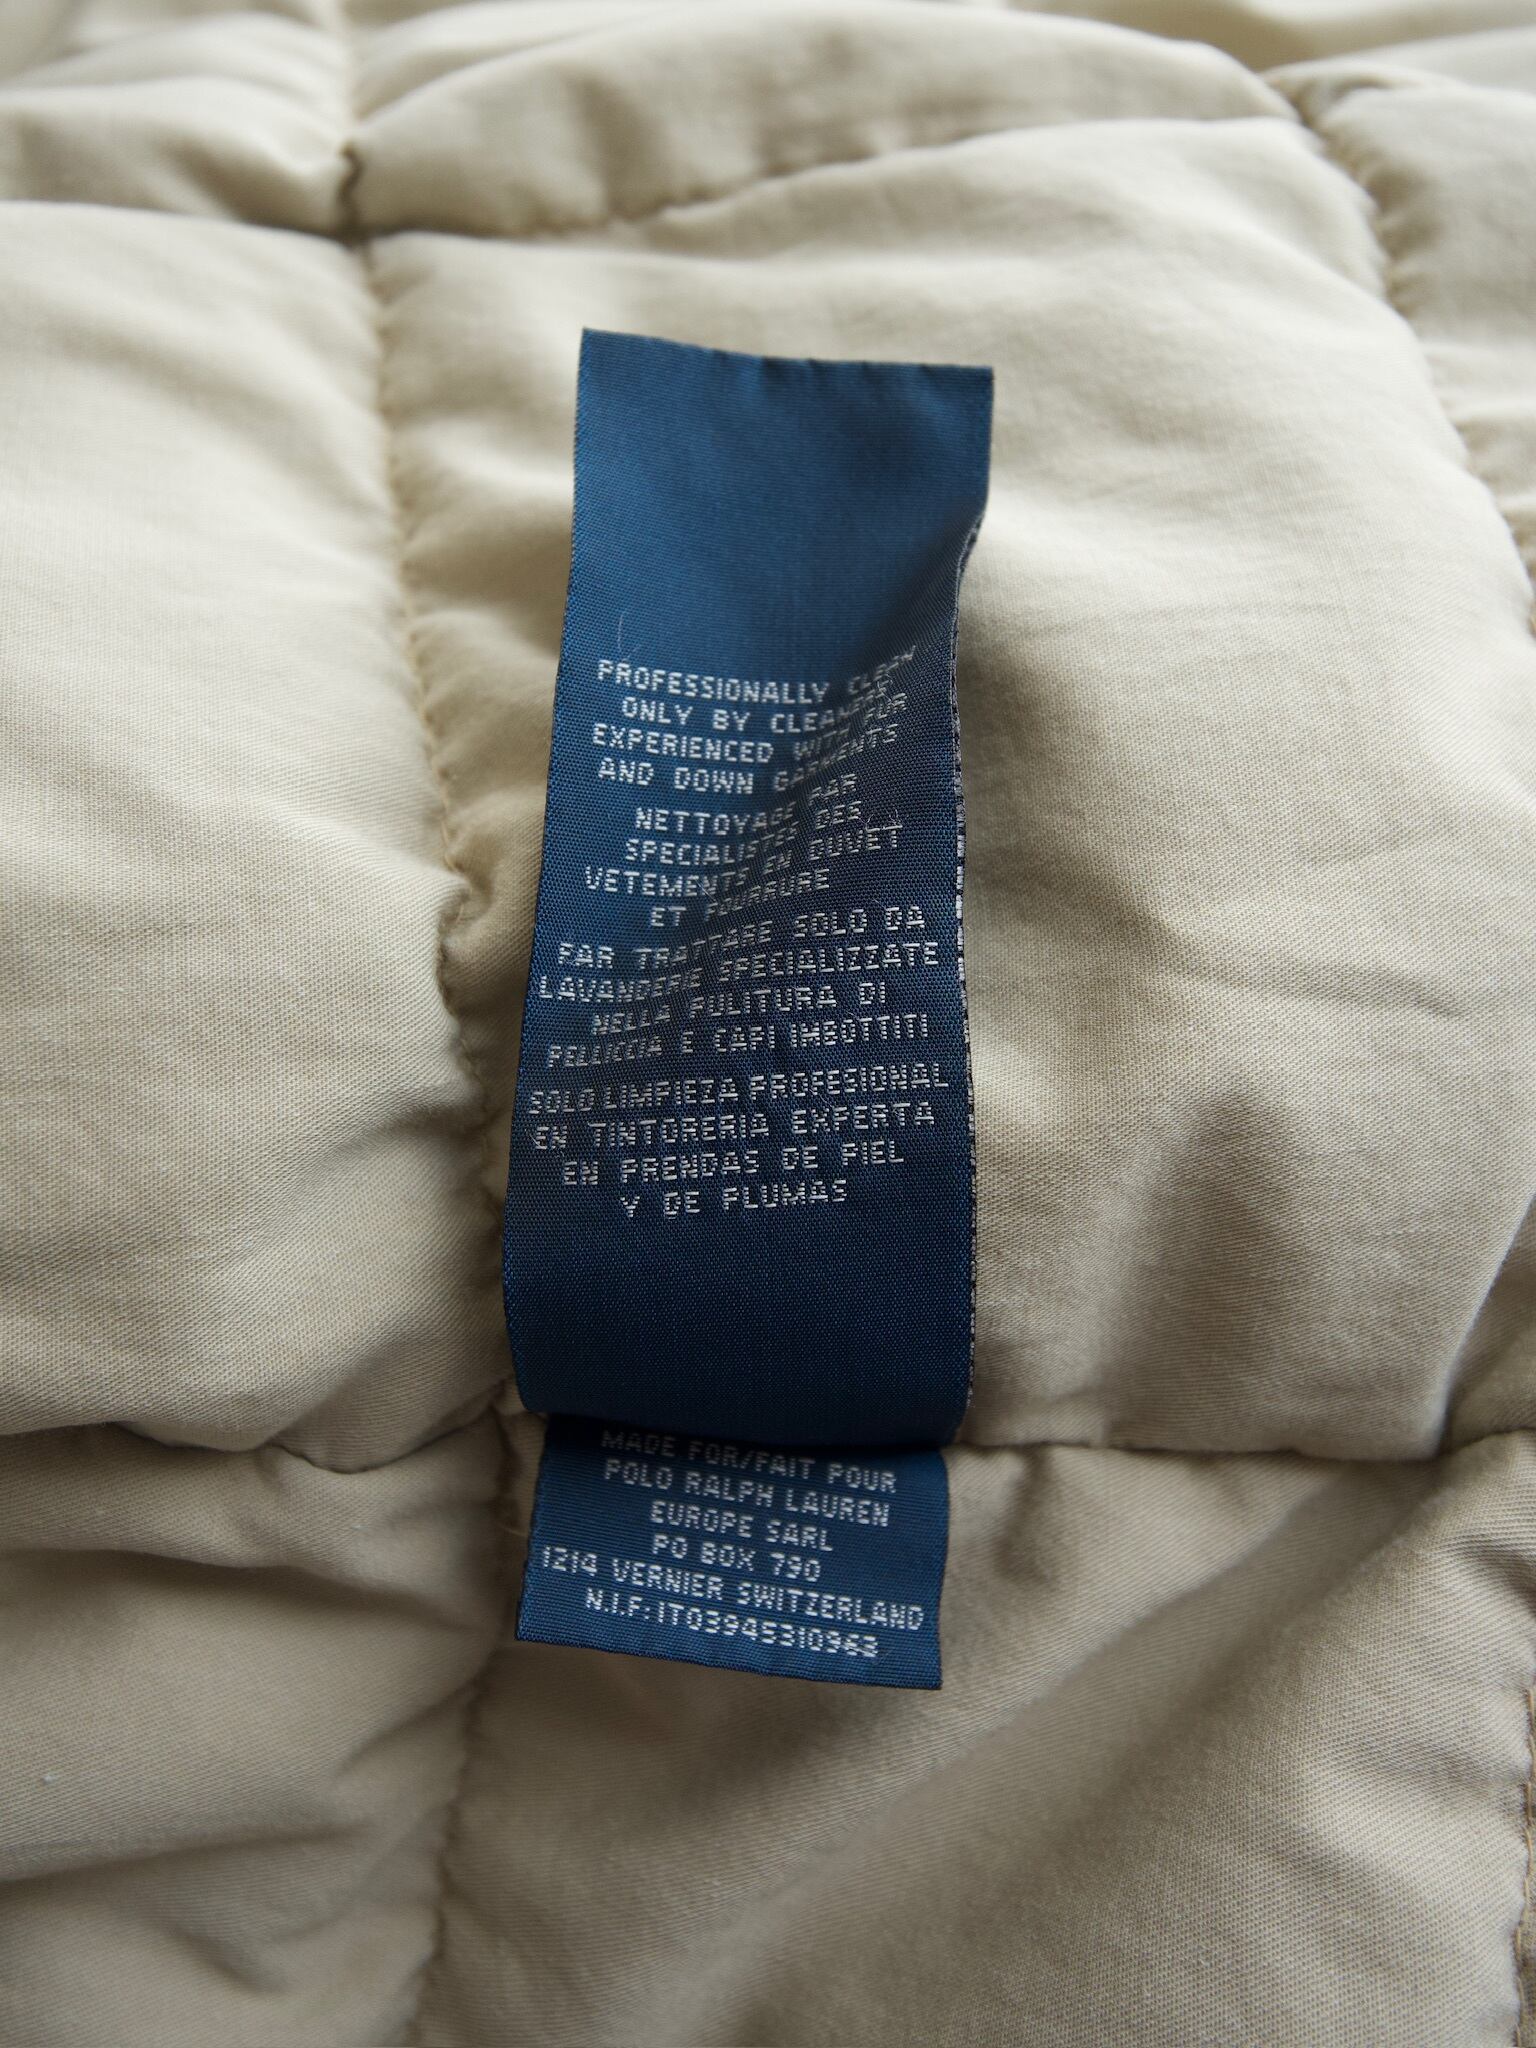 PROFESSIONALLY CLEAN
ONLY BY CLEANERS
EXPERIENCED WITH FUR
AND DOWN GARMENTS
NETTOYAGE PAR
SPECIALISTES DES
VETEMENTS EN DUVET
ET FOURRURE
FAR TRATTARE SOLO DA
LAVANDERIE SPECIALIZZATE
NELLA PULITURA DI
PELLICCIA E CAPI IMBOTTITI
SOLO LIMPIEZA PROFESIONAL
EN TINTORERIA EXPERTA
EN PRENDAS DE PIEL
Y DE PLUMAS
MADE FOR/FAIT POUR
POLO RALPH LAUREN
EUROPE SARL
PO BOX 790
1214 VERNIER SWITZERLAND
N.I.F:IT03945310962